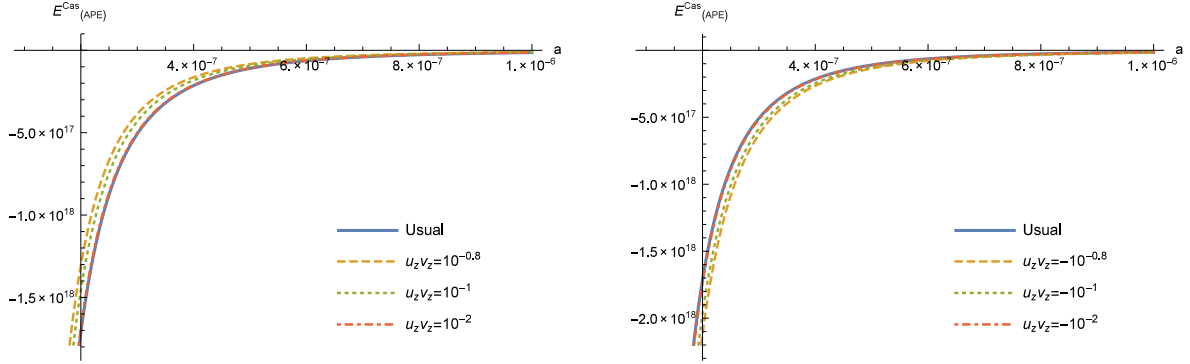 E^Cas_(APE)
a
4.×10^-7
6.×10^-7
8.×10^-7
1.×10^-6
-5.0×10^17
-1.0×10^18
-1.5×10^18
Usual
u_z v_z=10^-0.8
u_z v_z=10^-1
u_z v_z=10^-2
E^Cas_(APE)
a
4.×10^-7
6.×10^-7
8.×10^-7
1.×10^-6
-5.0×10^17
-1.0×10^18
-1.5×10^18
-2.0×10^18
Usual
u_z v_z=-10^-0.8
u_z v_z=-10^-1
u_z v_z=-10^-2